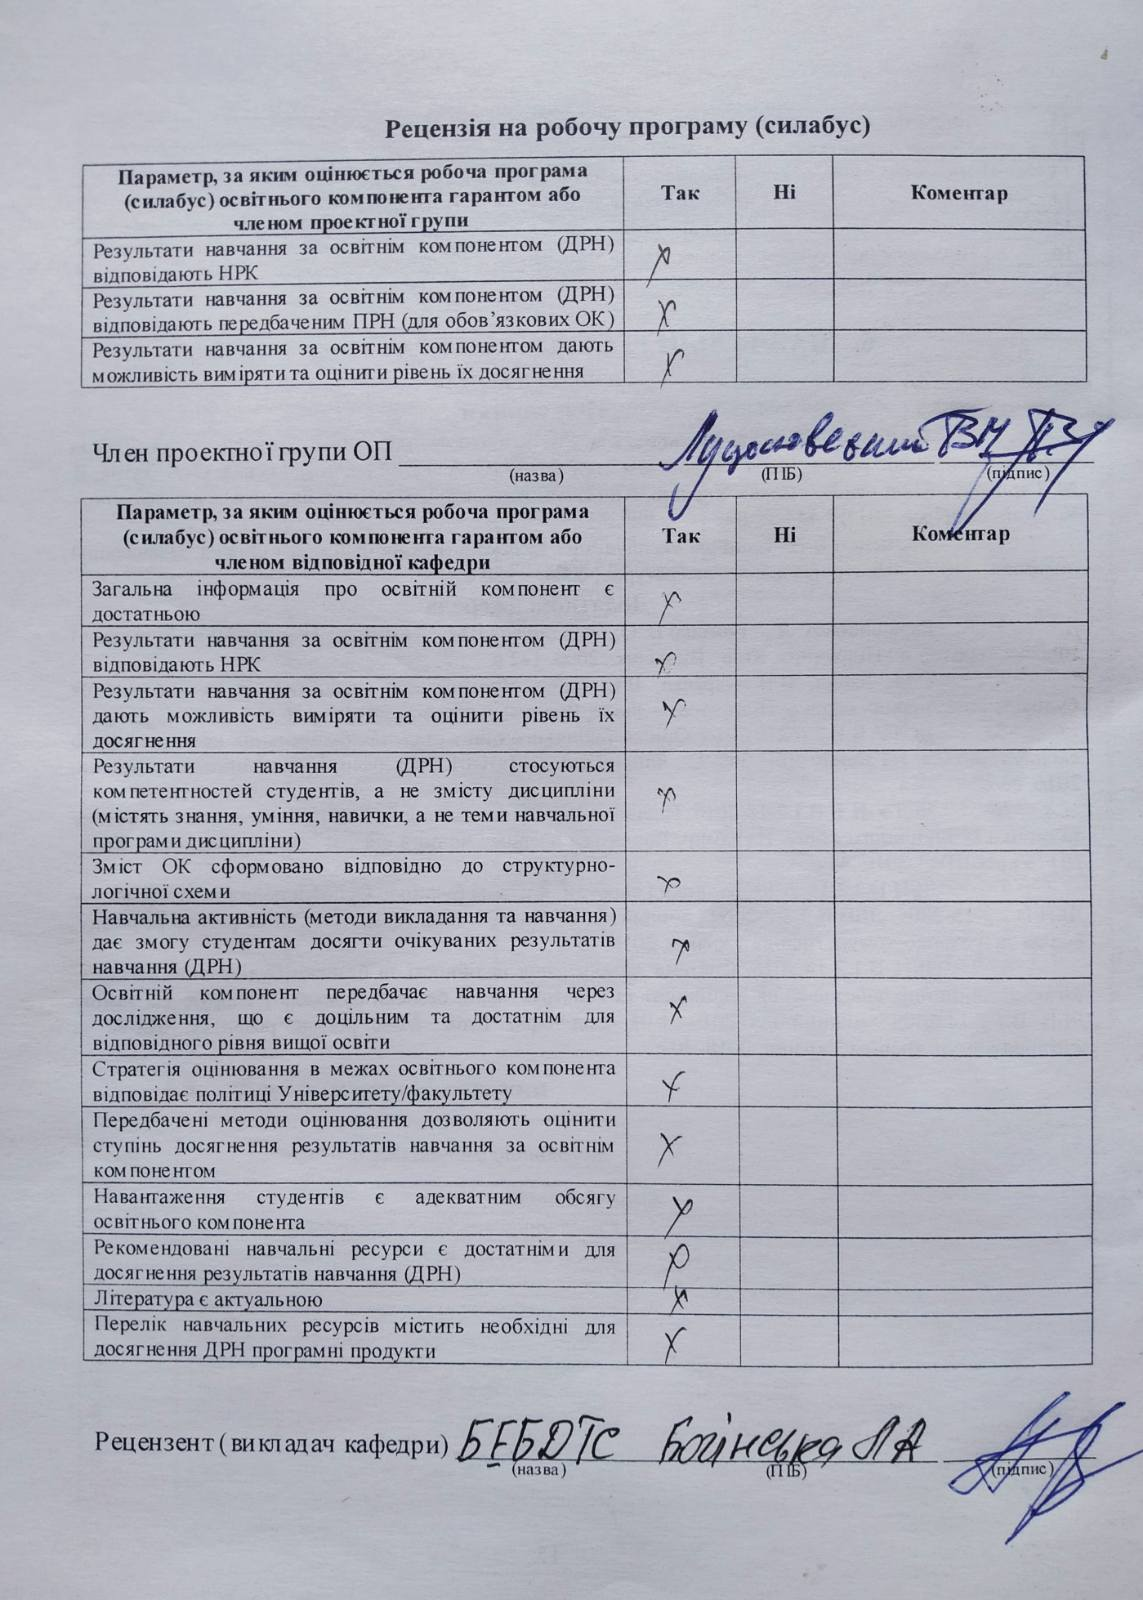 Рецензія на робочу програму (силабус)
Параметр, за яким оцінюється робоча програма
(силабус) освітнього компонента гарантом або
членом проектної групи
Так
Ні
Коментар
Результати навчання за освітнім компонентом (ДРН)
відповідають НРК
Результати навчання за освітнім компонентом (ДРН)
відповідають передбаченим ПРН (для обов’язкових ОК)
Результати навчання за освітнім компонентом дають
можливість виміряти та оцінити рівень їх досягнення
Член проектної групи ОП
(назва)
(ПІБ)
(підпис)
Параметр, за яким оцінюється робоча програма
(силабус) освітнього компонента гарантом або
членом відповідної кафедри
Так
Ні
Коментар
Загальна інформація про освітній компонент є
достатньою
Результати навчання за освітнім компонентом (ДРН)
відповідають НРК
Результати навчання за освітнім компонентом (ДРН)
дають можливість виміряти та оцінити рівень їх
досягнення
Результати навчання (ДРН) стосуються
компетентностей студентів, а не змісту дисципліни
(містять знання, уміння, навички, а не теми навчальної
програми дисципліни)
Зміст ОК сформовано відповідно до структурно-
логічної схеми
Навчальна активність (методи викладання та навчання)
дає змогу студентам досягти очікуваних результатів
навчання (ДРН)
Освітній компонент передбачає навчання через
дослідження, що є доцільним та достатнім для
відповідного рівня вищої освіти
Стратегія оцінювання в межах освітнього компонента
відповідає політиці Університету/факультету
Передбачені методи оцінювання дозволяють оцінити
ступінь досягнення результатів навчання за освітнім
компонентом
Навантаження студентів є адекватним обсягу
освітнього компонента
Рекомендовані навчальні ресурси є достатніми для
досягнення результатів навчання (ДРН)
Література є актуальною
Перелік навчальних ресурсів містить необхідні для
досягнення ДРН програмні продукти
Рецензент (викладач кафедри) БЕБДТС Богінська Л А
(назва)
(ПІБ)
(підпис)